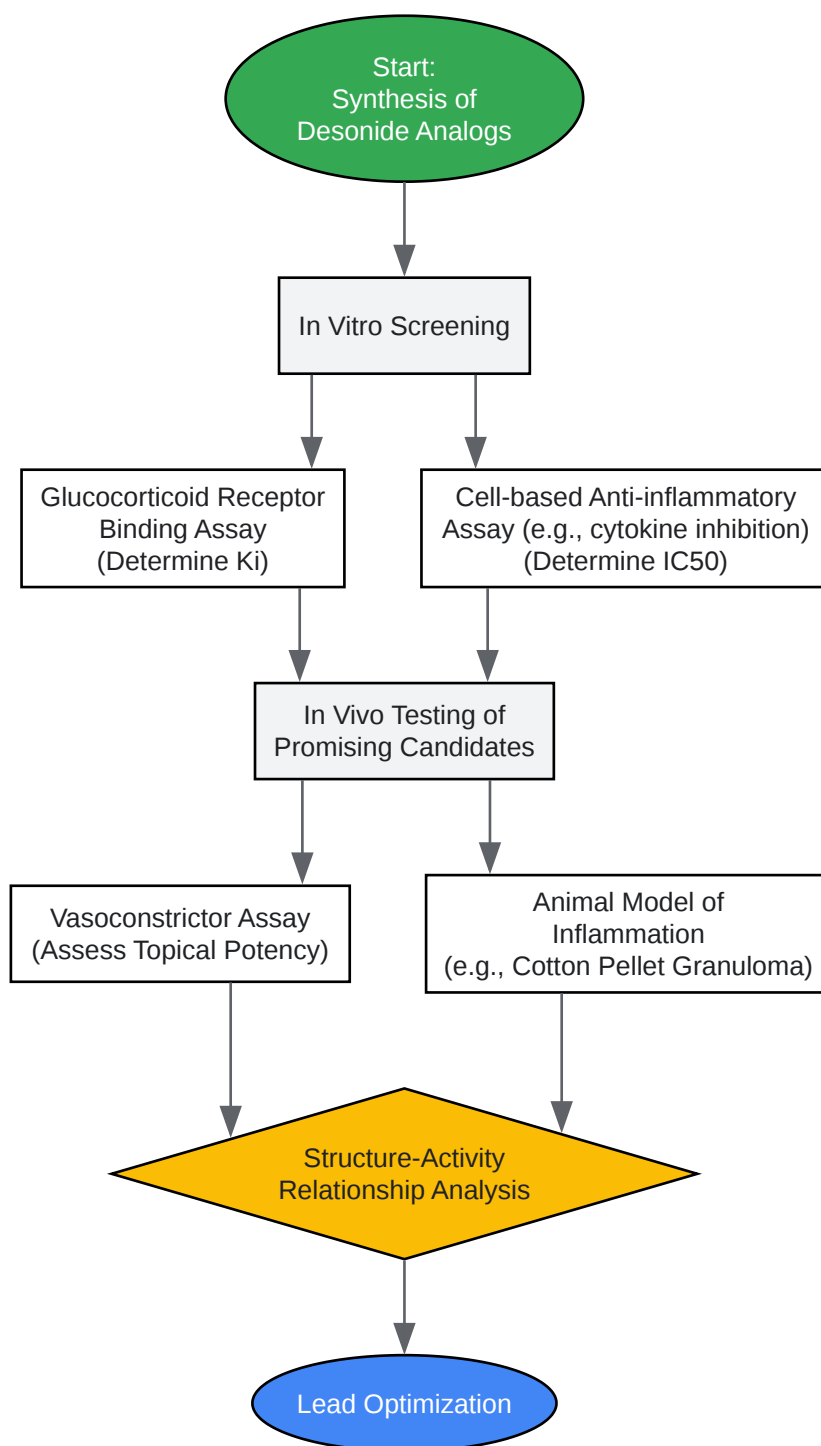 Start:
Synthesis of
Desonide Analogs
In Vitro Screening
Glucocorticoid Receptor
Binding Assay
(Determine Ki)
Cell-based Anti-inflammatory
Assay (e.g., cytokine inhibition)
(Determine IC50)
In Vivo Testing of
Promising Candidates
Vasoconstrictor Assay
(Assess Topical Potency)
Animal Model of
Inflammation
(e.g., Cotton Pellet Granuloma)
Structure-Activity
Relationship Analysis
Lead Optimization